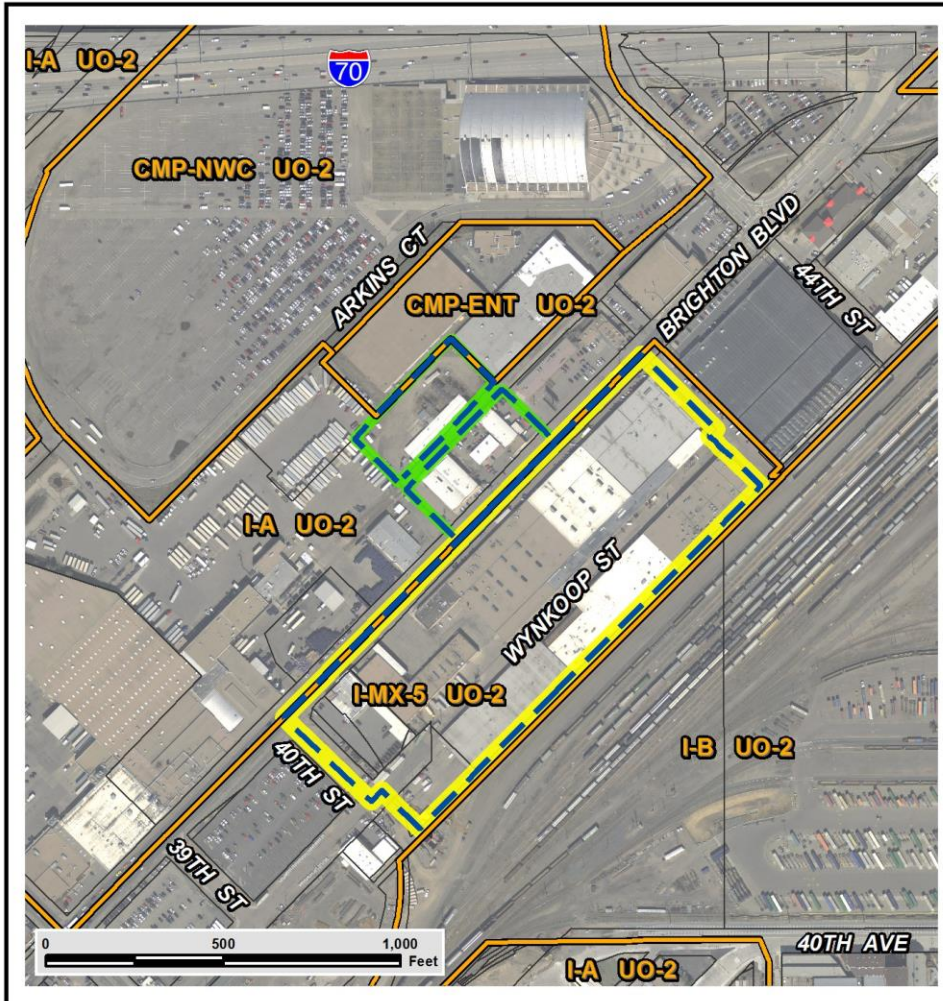 I-A UO-2
70
CMP-NWC UO-2
ARKINS CT
BRIGHTON BLVD
44TH ST
CMP-ENT UO-2
I-A UO-2
WYNKOOP ST
I-MX-5 UO-2
I-B UO-2
40TH ST
39TH ST
0 500 1,000
Feet
40TH AVE
I-A UO-2